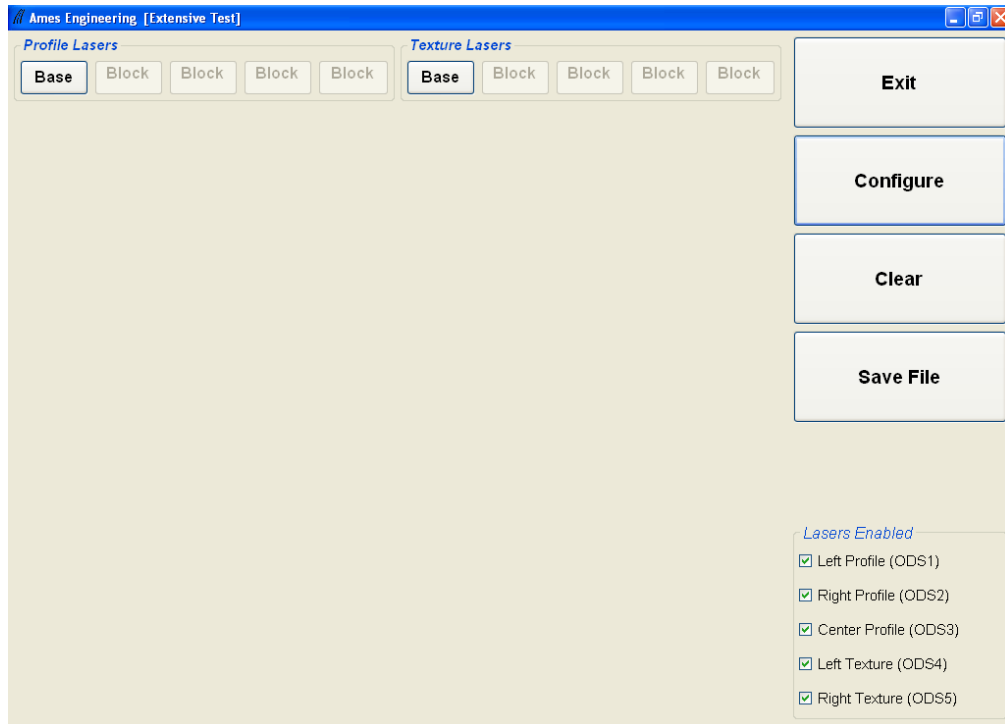 Ames Engineering [Extensive Test]
Profile Lasers
Base Block Block Block Block
Texture Lasers
Base Block Block Block Block
Exit
Configure
Clear
Save File
Lasers Enabled
Left Profile (ODS1)
Right Profile (ODS2)
Center Profile (ODS3)
Left Texture (ODS4)
Right Texture (ODS5)